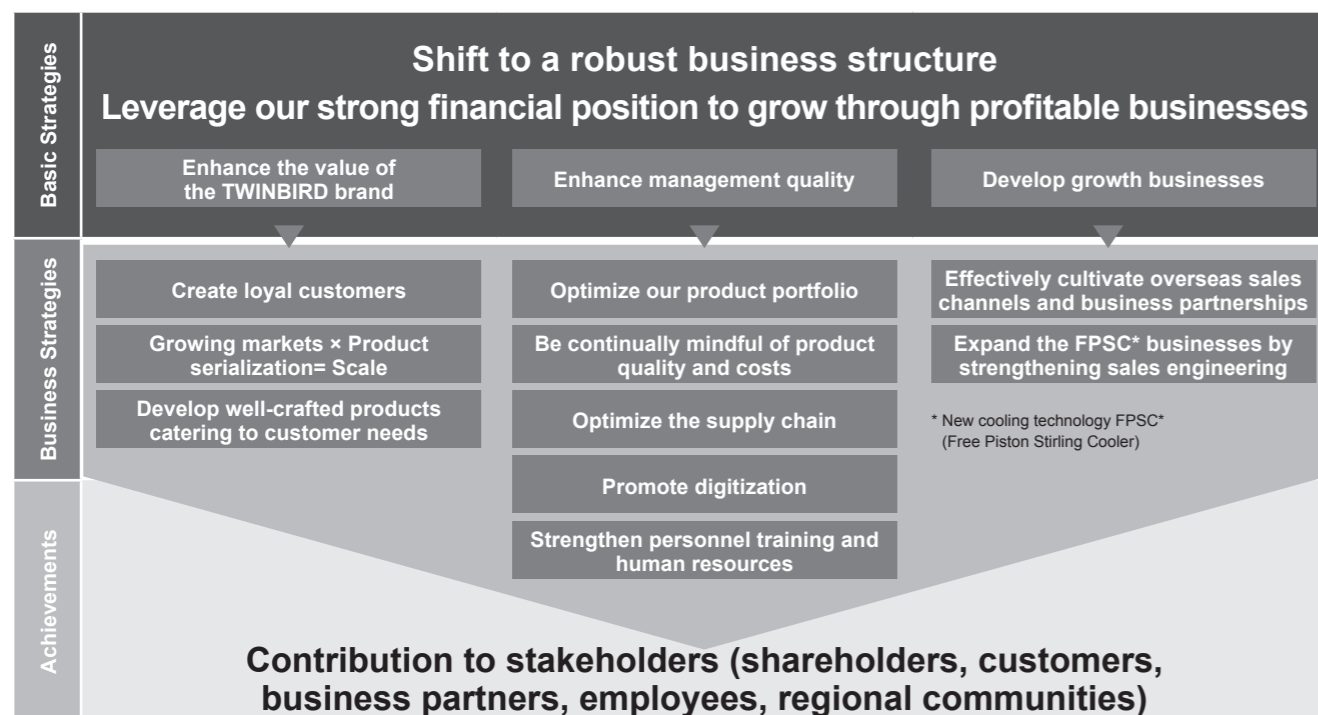 Basic Strategies
Shift to a robust business structure
Leverage our strong financial position to grow through profitable businesses
Enhance the value of
the TWINBIRD brand
Enhance management quality
Develop growth businesses
Business Strategies
Create loyal customers
Growing markets × Product
serialization= Scale
Develop well-crafted products
catering to customer needs
Optimize our product portfolio
Be continually mindful of product
quality and costs
Optimize the supply chain
Promote digitization
Strengthen personnel training and
human resources
Effectively cultivate overseas sales
channels and business partnerships
Expand the FPSC* businesses by
strengthening sales engineering
* New cooling technology FPSC*
(Free Piston Stirling Cooler)
Achievements
Contribution to stakeholders (shareholders, customers,
business partners, employees, regional communities)